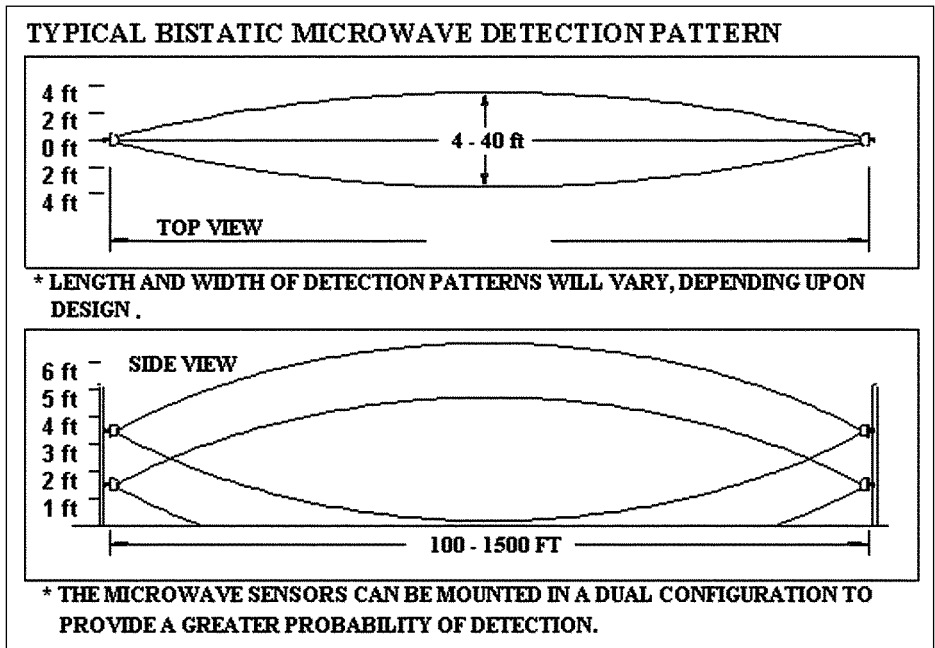 TYPICAL BISTATIC MICROWAVE DETECTION PATTERN
4 ft
2 ft
0 ft
2 ft
4 ft
4 - 40 ft
TOP VIEW
* LENGTH AND WIDTH OF DETECTION PATTERNS WILL VARY, DEPENDING UPON
DESIGN .
SIDE VIEW
6 ft
5 ft
4 ft
3 ft
2 ft
1 ft
100 - 1500 FT
* THE MICROWAVE SENSORS CAN BE MOUNTED IN A DUAL CONFIGURATION TO
PROVIDE A GREATER PROBABILITY OF DETECTION.